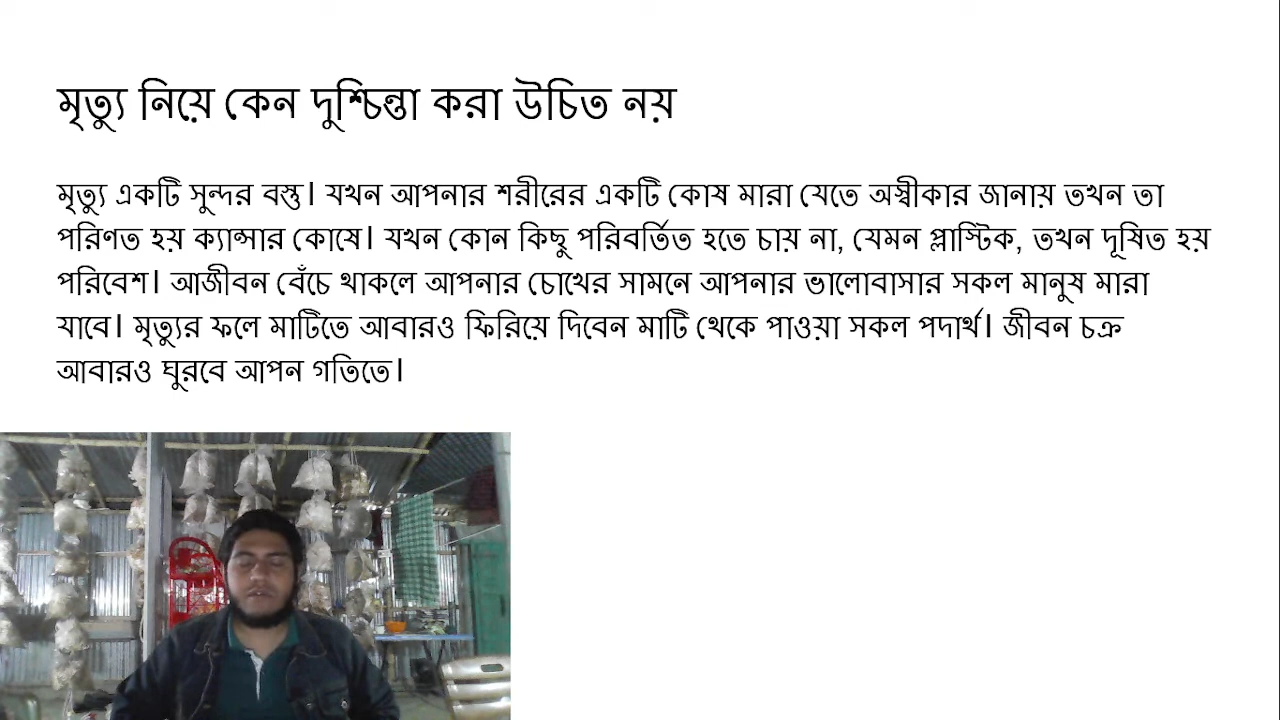 মৃত্যু নিয়ে কেন দুশ্চিন্তা করা উচিত নয়
মৃত্যু একটি সুন্দর বস্তু। যখন আপনার শরীরের একটি কোষ মারা যেতে অস্বীকার জানায় তখন তা
পরিণত হয় ক্যান্সার কোষে। যখন কোন কিছু পরিবর্তিত হতে চায় না, যেমন প্লাস্টিক, তখন দূষিত হয়
পরিবেশ। আজীবন বেঁচে থাকলে আপনার চোখের সামনে আপনার ভালোবাসার সকল মানুষ মারা
যাবে। মৃত্যুর ফলে মাটিতে আবারও ফিরিয়ে দিবেন মাটি থেকে পাওয়া সকল পদার্থ। জীবন চক্র
আবারও ঘুরবে আপন গতিতে।